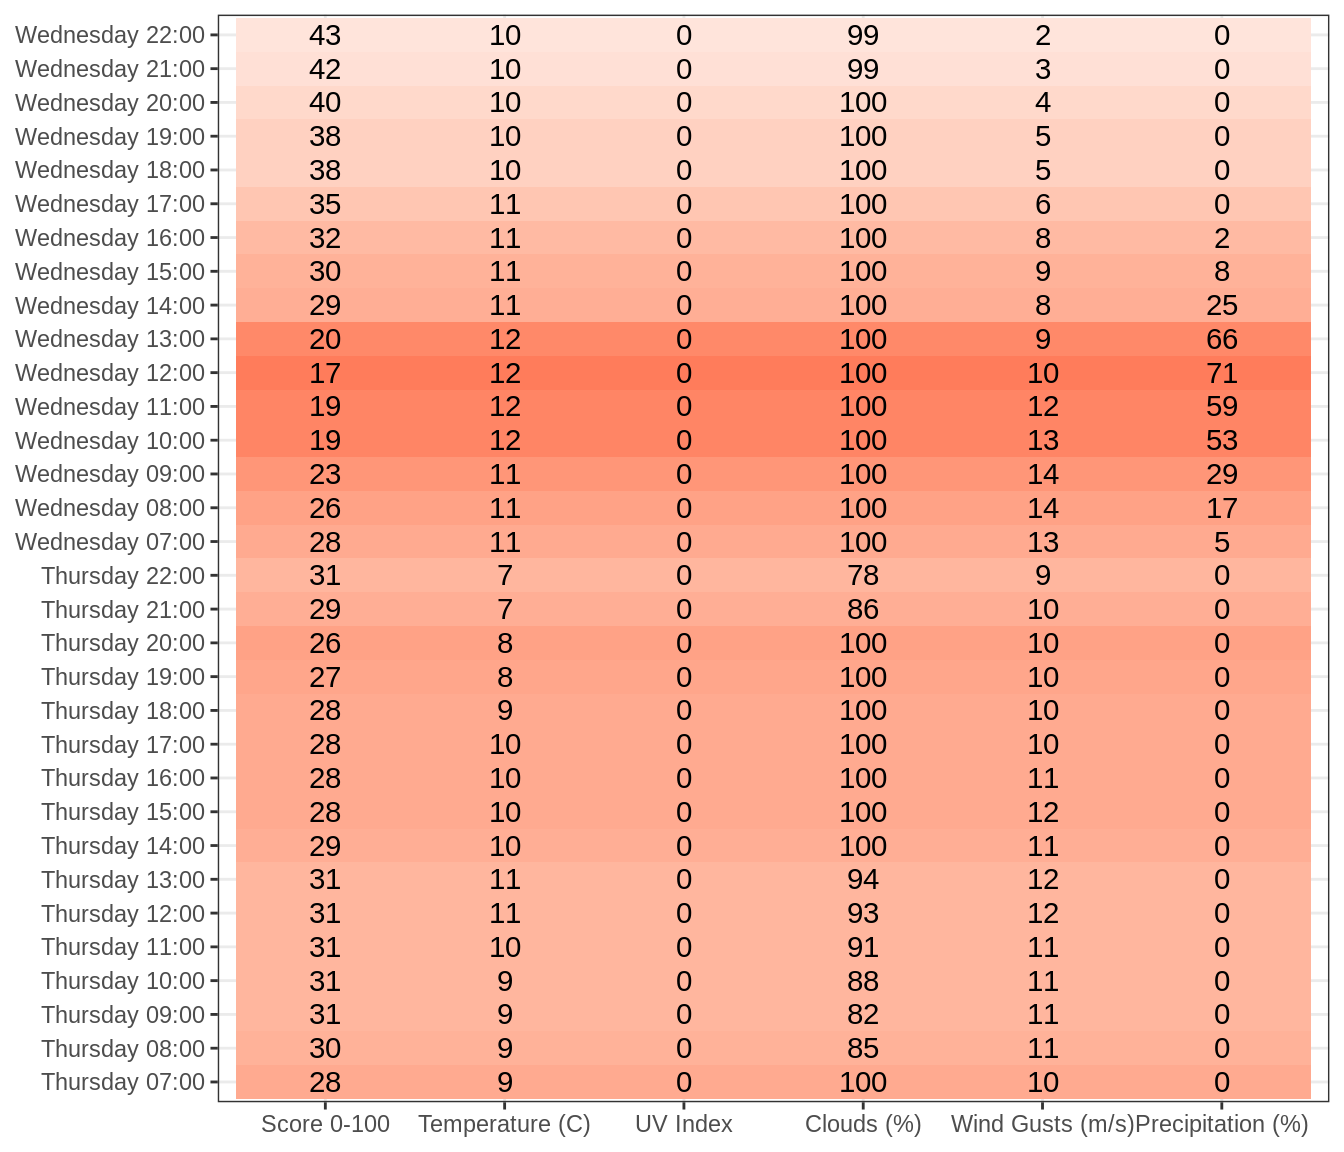 Wednesday 22:00 43 10 0 99 2 0
Wednesday 21:00 42 10 0 99 3 0
Wednesday 20:00 40 10 0 100 4 0
Wednesday 19:00 38 10 0 100 5 0
Wednesday 18:00 38 10 0 100 5 0
Wednesday 17:00 35 11 0 100 6 0
Wednesday 16:00 32 11 0 100 8 2
Wednesday 15:00 30 11 0 100 9 8
Wednesday 14:00 29 11 0 100 8 25
Wednesday 13:00 20 12 0 100 9 66
Wednesday 12:00 17 12 0 100 10 71
Wednesday 11:00 19 12 0 100 12 59
Wednesday 10:00 19 12 0 100 13 53
Wednesday 09:00 23 11 0 100 14 29
Wednesday 08:00 26 11 0 100 14 17
Wednesday 07:00 28 11 0 100 13 5
Thursday 22:00 31 7 0 78 9 0
Thursday 21:00 29 7 0 86 10 0
Thursday 20:00 26 8 0 100 10 0
Thursday 19:00 27 8 0 100 10 0
Thursday 18:00 28 9 0 100 10 0
Thursday 17:00 28 10 0 100 10 0
Thursday 16:00 28 10 0 100 11 0
Thursday 15:00 28 10 0 100 12 0
Thursday 14:00 29 10 0 100 11 0
Thursday 13:00 31 11 0 94 12 0
Thursday 12:00 31 11 0 93 12 0
Thursday 11:00 31 10 0 91 11 0
Thursday 10:00 31 9 0 88 11 0
Thursday 09:00 31 9 0 82 11 0
Thursday 08:00 30 9 0 85 11 0
Thursday 07:00 28 9 0 100 10 0
Score 0-100 Temperature (C) UV Index Clouds (%) Wind Gusts (m/s) Precipitation (%)